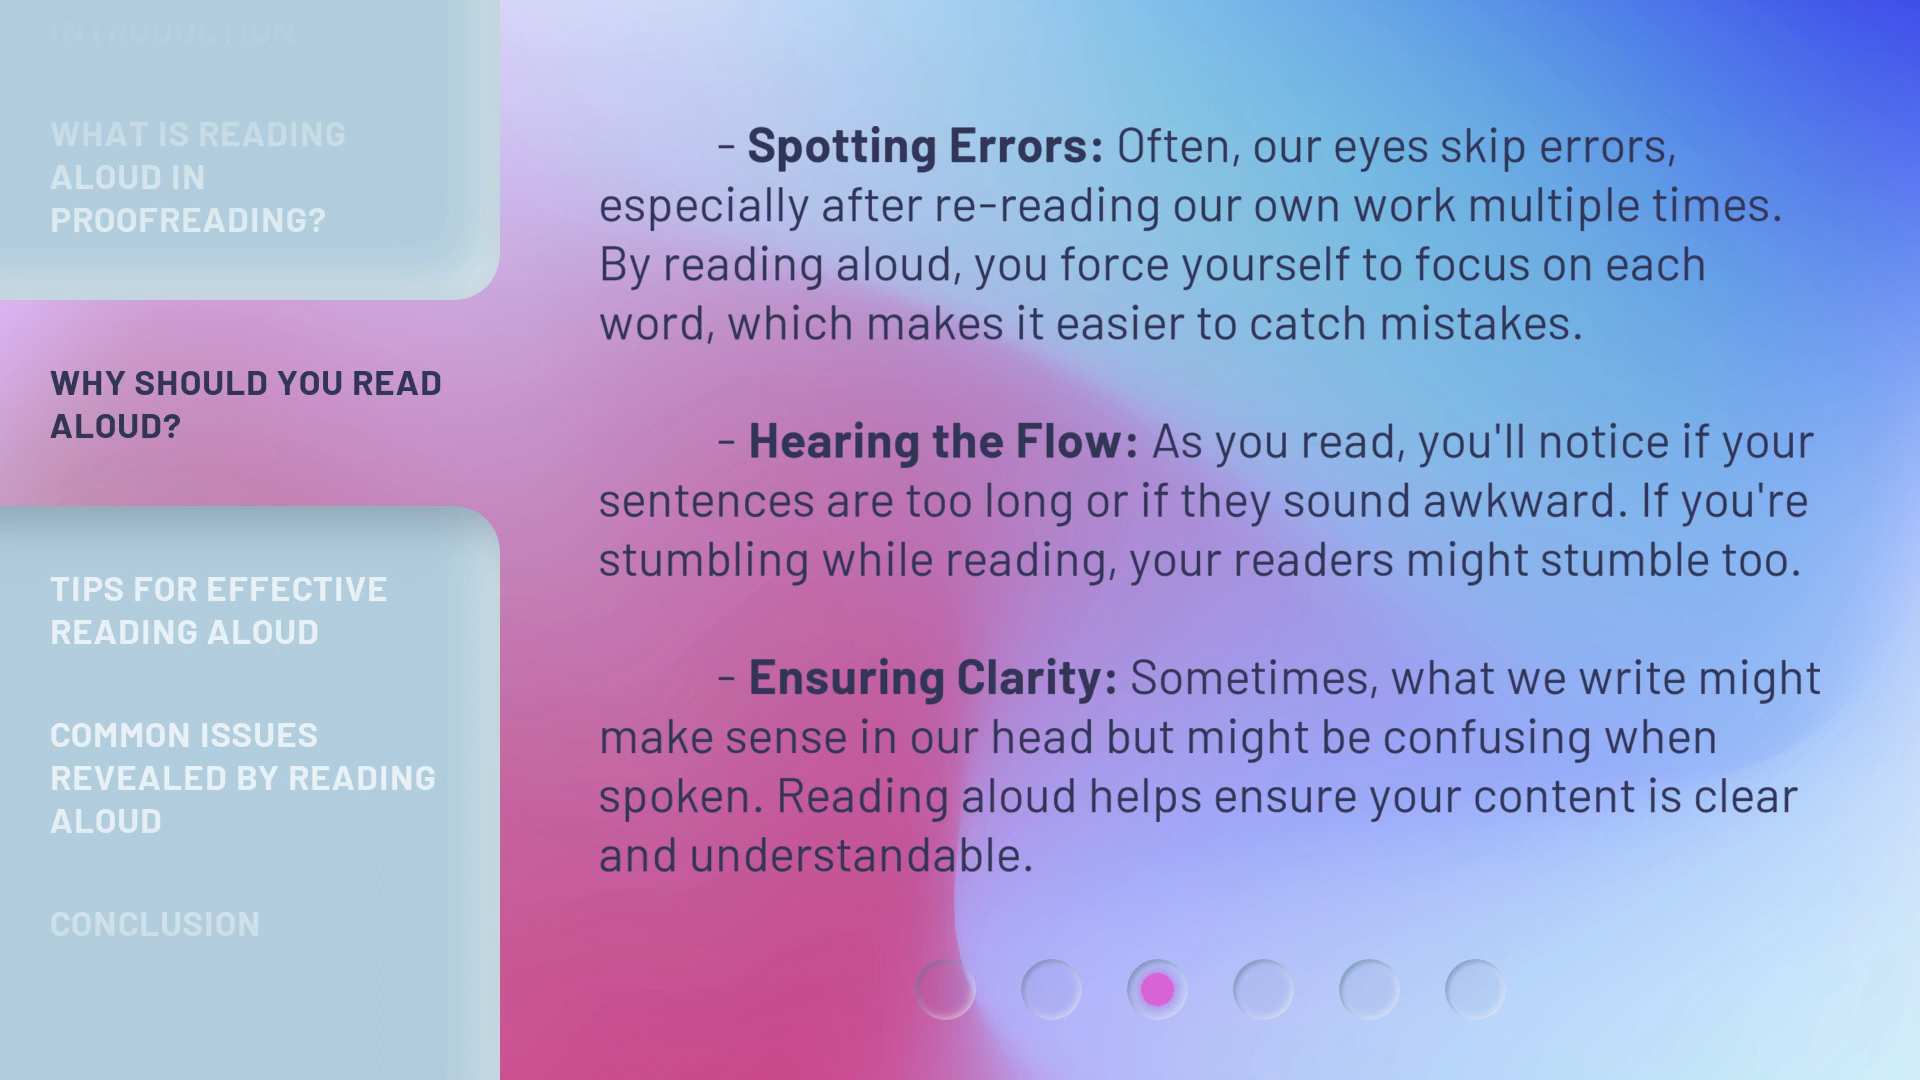 INTRODUCTION
WHAT IS READING
ALOUD IN
PROOFREADING?
WHY SHOULD YOU READ
ALOUD?
TIPS FOR EFFECTIVE
READING ALOUD
COMMON ISSUES
REVEALED BY READING
ALOUD
CONCLUSION
- Spotting Errors: Often, our eyes skip errors,
especially after re-reading our own work multiple times.
By reading aloud, you force yourself to focus on each
word, which makes it easier to catch mistakes.
- Hearing the Flow: As you read, you'll notice if your
sentences are too long or if they sound awkward. If you're
stumbling while reading, your readers might stumble too.
- Ensuring Clarity: Sometimes, what we write might
make sense in our head but might be confusing when
spoken. Reading aloud helps ensure your content is clear
and understandable.